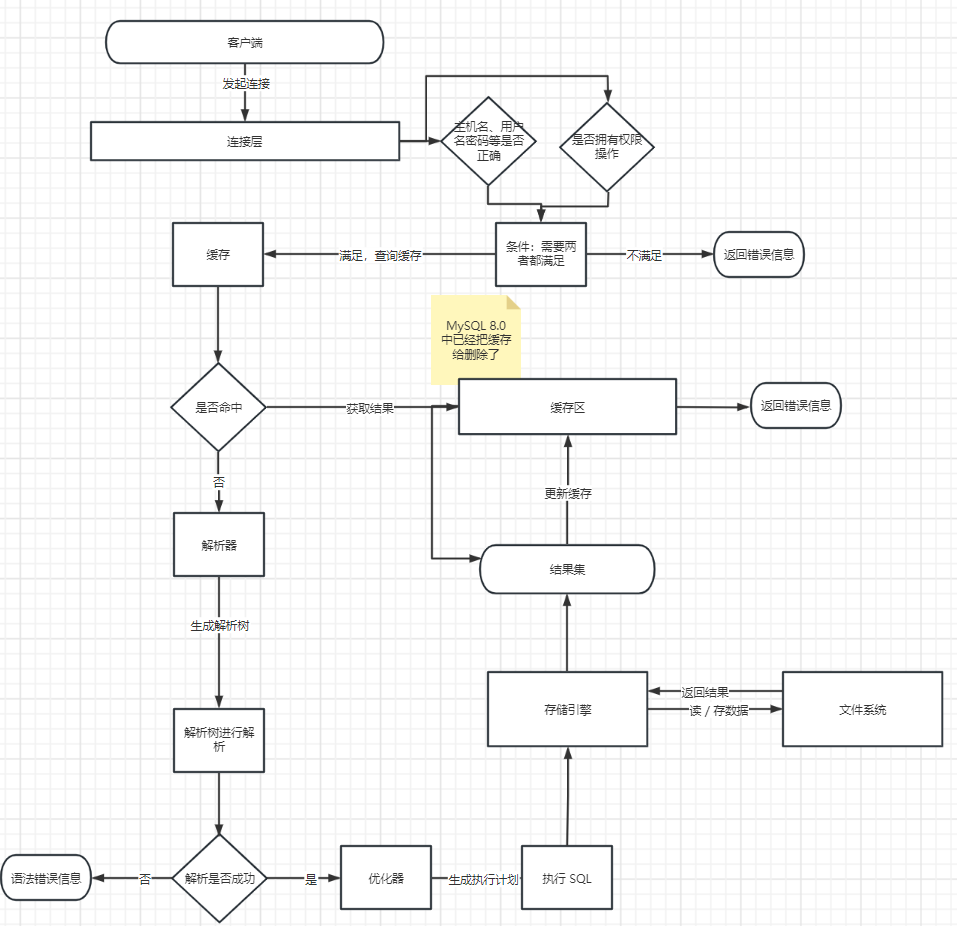 客户端
发起连接
连接层
主机名、用户
名密码等是否
正确
是否拥有权限
操作
缓存
满足，查询缓存
条件：需要两
者都满足
不满足
返回错误信息
MySQL 8.0
中已经把缓存
给删除了
是否命中
获取结果
缓存区
返回错误信息
否
更新缓存
解析器
结果集
生成解析树
返回结果
存储引擎
读 / 存数据
文件系统
解析树进行解
析
语法错误信息
否
解析是否成功
是
优化器
生成执行计划
执行 SQL